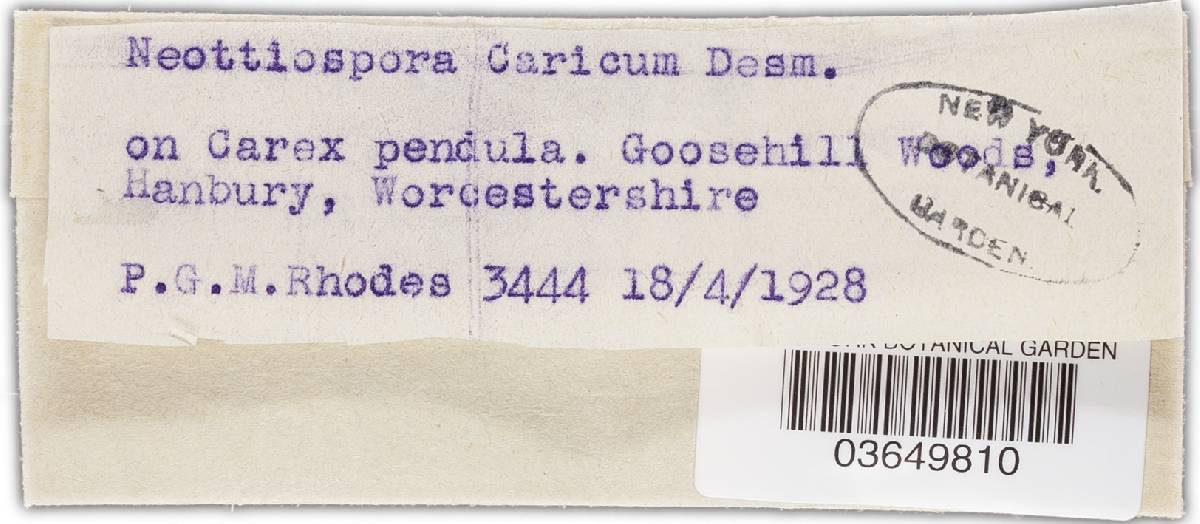 Neottiospora Caricum Desm.
on Carex pendula. Goosehill Woods,
Hanbury, Worcestershire
P.G.M.Rhodes 3444 18/4/1928
NEW YORK
BOTANICAL
GARDEN
BOTANICAL GARDEN
03649810